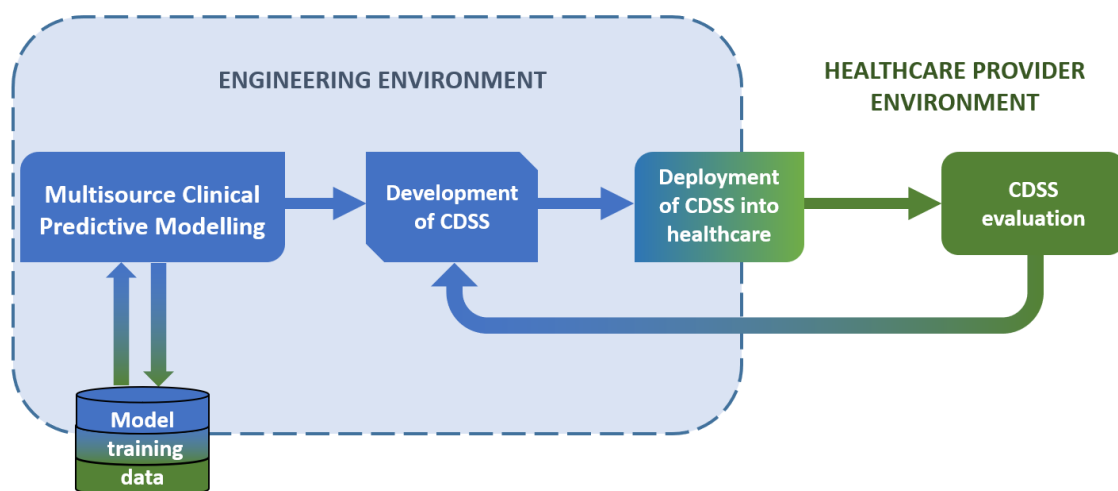 ENGINEERING ENVIRONMENT
HEALTHCARE PROVIDER
ENVIRONMENT
Multisource Clinical
Predictive Modelling
Development
of CDSS
Deployment
of CDSS into
healthcare
CDSS
evaluation
Model
training
data